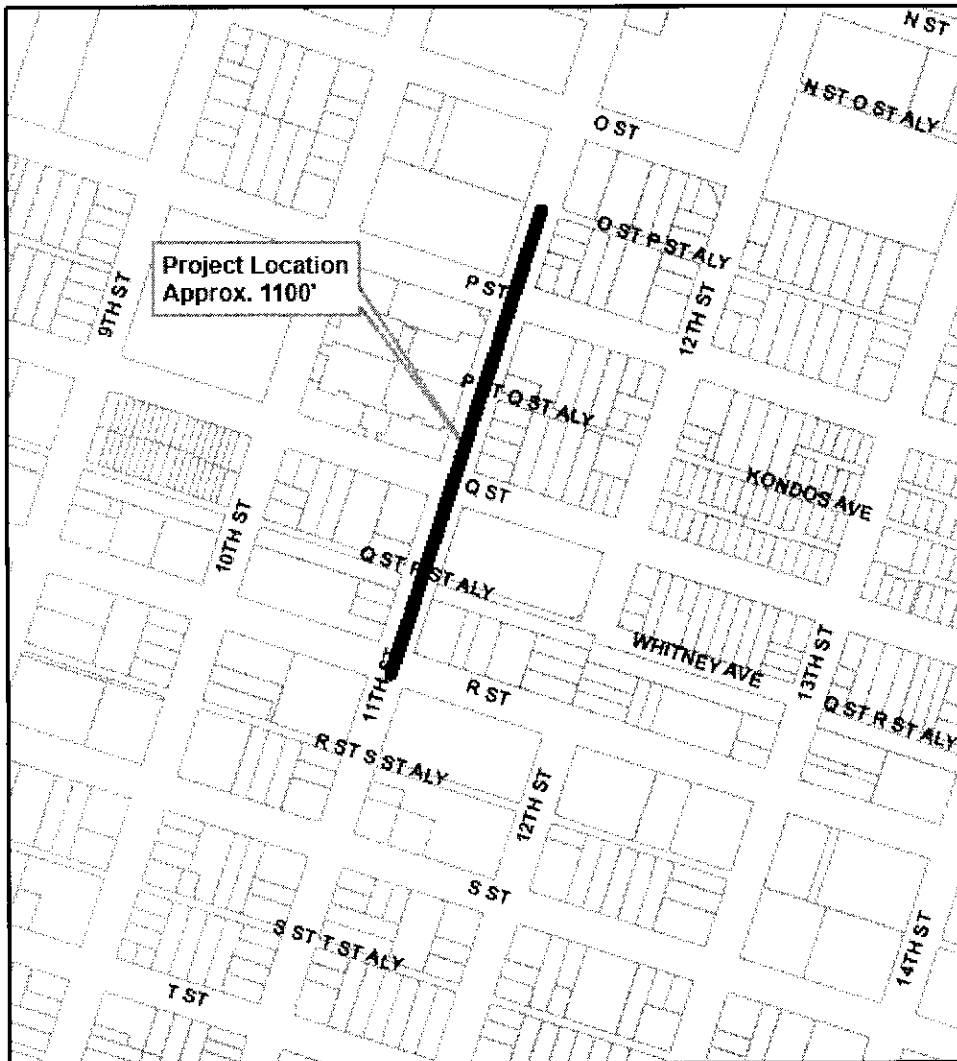 N ST
N ST O ST ALY
O ST
O ST P ST ALY
Project Location
Approx. 1100'
9TH ST
P ST
12TH ST
P ST Q ST ALY
KONDOS AVE
Q ST
10TH ST
Q ST R ST ALY
WHITNEY AVE
13TH ST
11TH ST
R ST
Q ST R ST ALY
R ST S ST ALY
12TH ST
S ST
14TH ST
S ST T ST ALY
T ST